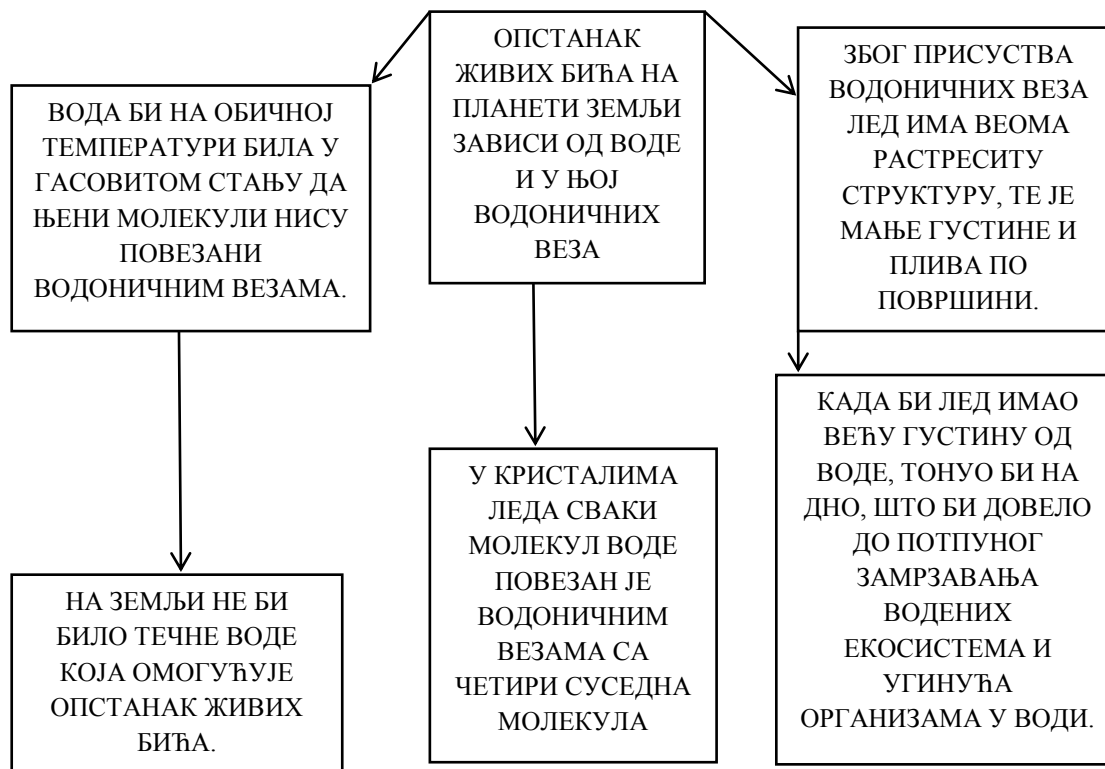 ОПСТАНАК
ЖИВИХ БИЋА НА
ПЛАНЕТИ ЗЕМЉИ
ЗАВИСИ ОД ВОДЕ
И У ЊОЈ
ВОДОНИЧНИХ
ВЕЗА
ВОДА БИ НА ОБИЧНОЈ
ТЕМПЕРАТУРИ БИЛА У
ГАСОВИТОМ СТАЊУ ДА
ЊЕНИ МОЛЕКУЛИ НИСУ
ПОВЕЗАНИ
ВОДОНИЧНИМ ВЕЗАМА.
НА ЗЕМЉИ НЕ БИ
БИЛО ТЕЧНЕ ВОДЕ
КОЈА ОМОГУЋУЈЕ
ОПСТАНАК ЖИВИХ
БИЋА.
У КРИСТАЛИМА
ЛЕДА СВАКИ
МОЛЕКУЛ ВОДЕ
ПОВЕЗАН ЈЕ
ВОДОНИЧНИМ
ВЕЗАМА СА
ЧЕТИРИ СУСЕДНА
МОЛЕКУЛА
ЗБОГ ПРИСУСТВА
ВОДОНИЧНИХ ВЕЗА
ЛЕД ИМА ВЕОМА
РАСТРЕСИТУ
СТРУКТУРУ, ТЕ ЈЕ
МАЊЕ ГУСТИНЕ И
ПЛИВА ПО
ПОВРШИНИ.
КАДА БИ ЛЕД ИМАО
ВЕЋУ ГУСТИНУ ОД
ВОДЕ, ТОНУО БИ НА
ДНО, ШТО БИ ДОВЕЛО
ДО ПОТПУНОГ
ЗАМРЗАВАЊА
ВОДЕНИХ
ЕКОСИСТЕМА И
УГИНУЋА
ОРГАНИЗАМА У ВОДИ.